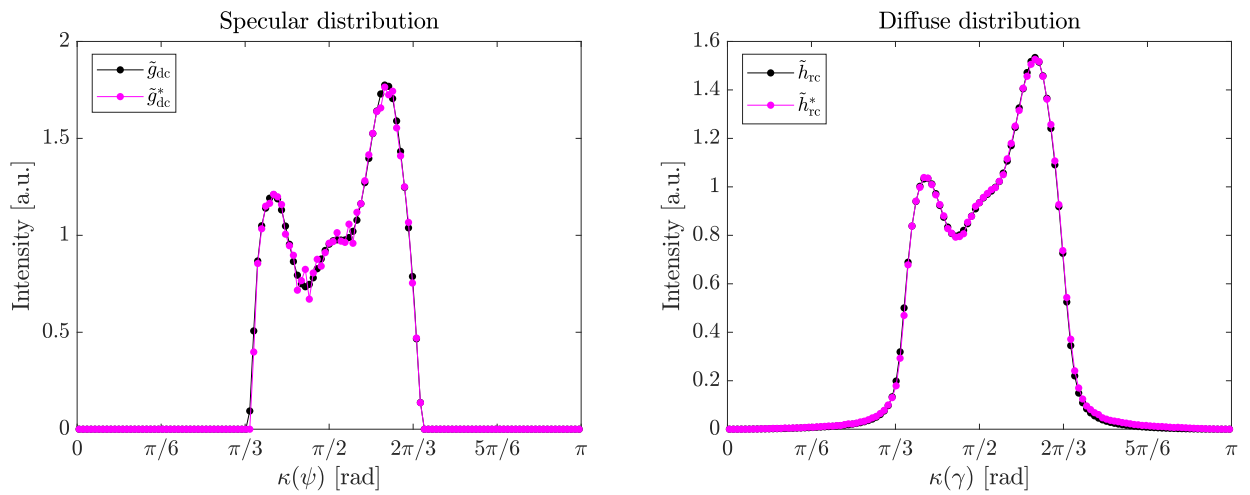 Specular distribution
2
1.5
1
0.5
0
g̃dc
g̃*dc
Intensity [a.u.]
0 π/6 π/3 π/2 2π/3 5π/6 π
κ(ψ) [rad]
Diffuse distribution
1.6
1.4
1.2
1
0.8
0.6
0.4
0.2
0
h̃rc
h̃*rc
Intensity [a.u.]
0 π/6 π/3 π/2 2π/3 5π/6 π
κ(γ) [rad]